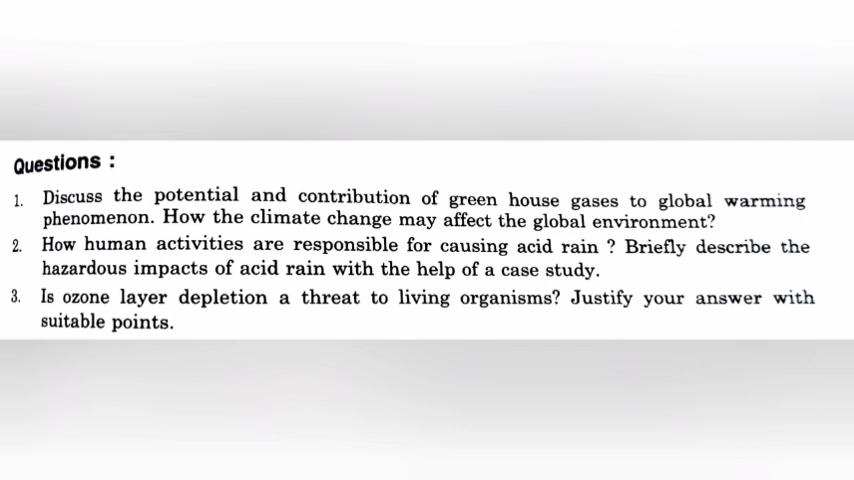 Questions :
1. Discuss the potential and contribution of green house gases to global warming
phenomenon. How the climate change may affect the global environment?
2. How human activities are responsible for causing acid rain ? Briefly describe the
hazardous impacts of acid rain with the help of a case study.
3. Is ozone layer depletion a threat to living organisms? Justify your answer with
suitable points.